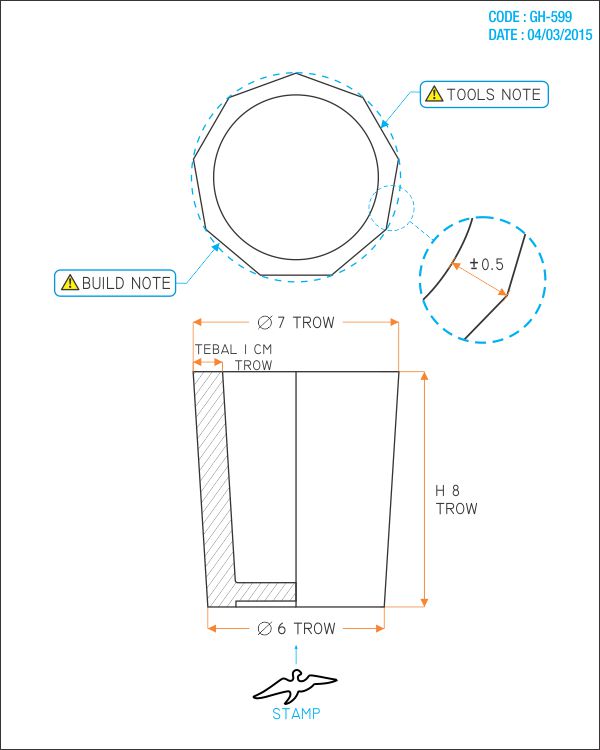 CODE : GH-599
DATE : 04/03/2015
TOOLS NOTE
±0.5
BUILD NOTE
∅ 7 TROW
TEBAL 1 CM
TROW
H 8
TROW
∅ 6 TROW
STAMP